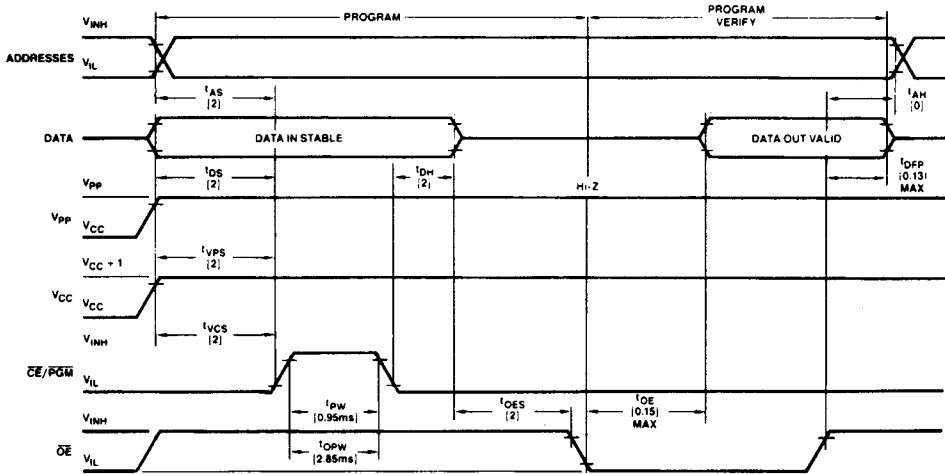 PROGRAM
PROGRAM
VERIFY
VINH
ADDRESSES
VIL
tAS
[2]
tAH
[0]
DATA
DATA IN STABLE
DATA OUT VALID
tDS
[2]
tDH
[2]
HI-Z
tDFP
[0.13]
MAX
VPP
VPP
VCC
tVPS
[2]
VCC + 1
VCC
VCC
tVCS
[2]
VINH
CE/PGM
VIL
tPW
[0.95ms]
tOES
[2]
tOE
[0.15]
MAX
VINH
tOPW
[2.85ms]
OE
VIL